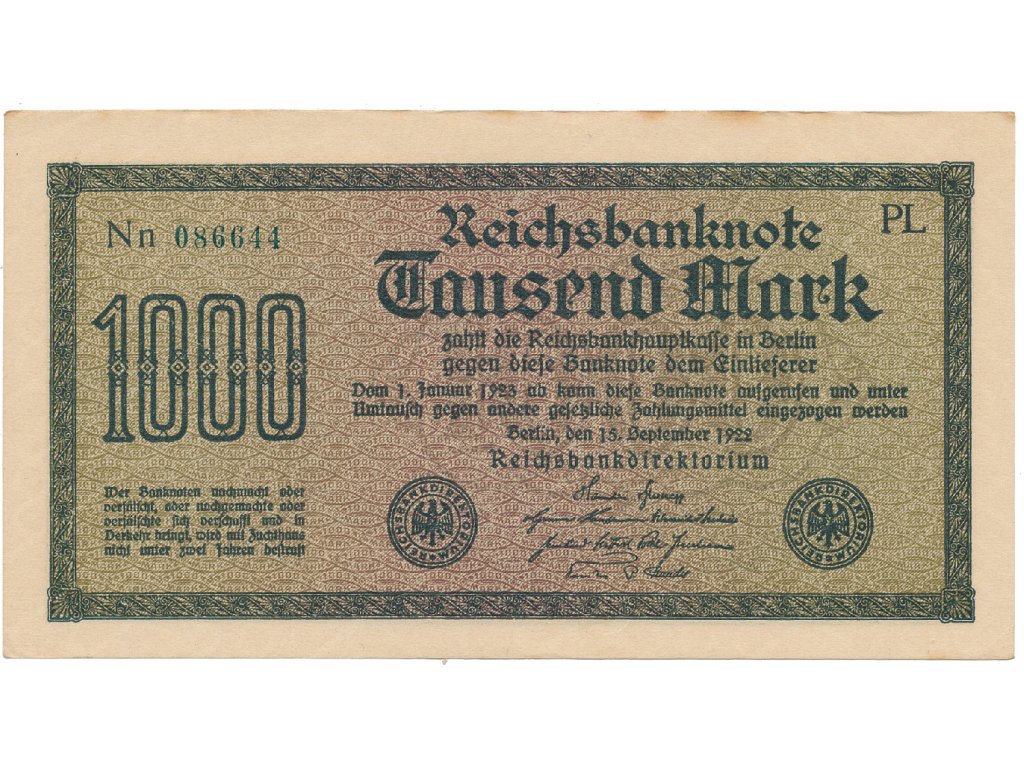 Nn 086644
Reichsbanknote
PL
Tausend Mark
1000
zahlt die Reichsbankhauptkasse in Berlin
gegen diese Banknote dem Einlieferer
Vom 1. Januar 1923 ab kann diese Banknote aufgerufen und unter
Umtausch gegen andere gesetzliche Zahlungsmittel eingezogen werden
Berlin, den 15. September 1922
Reichsbankdirektorium
Wer Banknoten nachmacht oder
verfälscht, oder nachgemachte oder
verfälschte sich verschafft und in
Verkehr bringt, wird mit Zuchthaus
nicht unter zwei Jahren bestraft
REICHSBANKDIREKTORIUM
REICHSBANKDIREKTORIUM